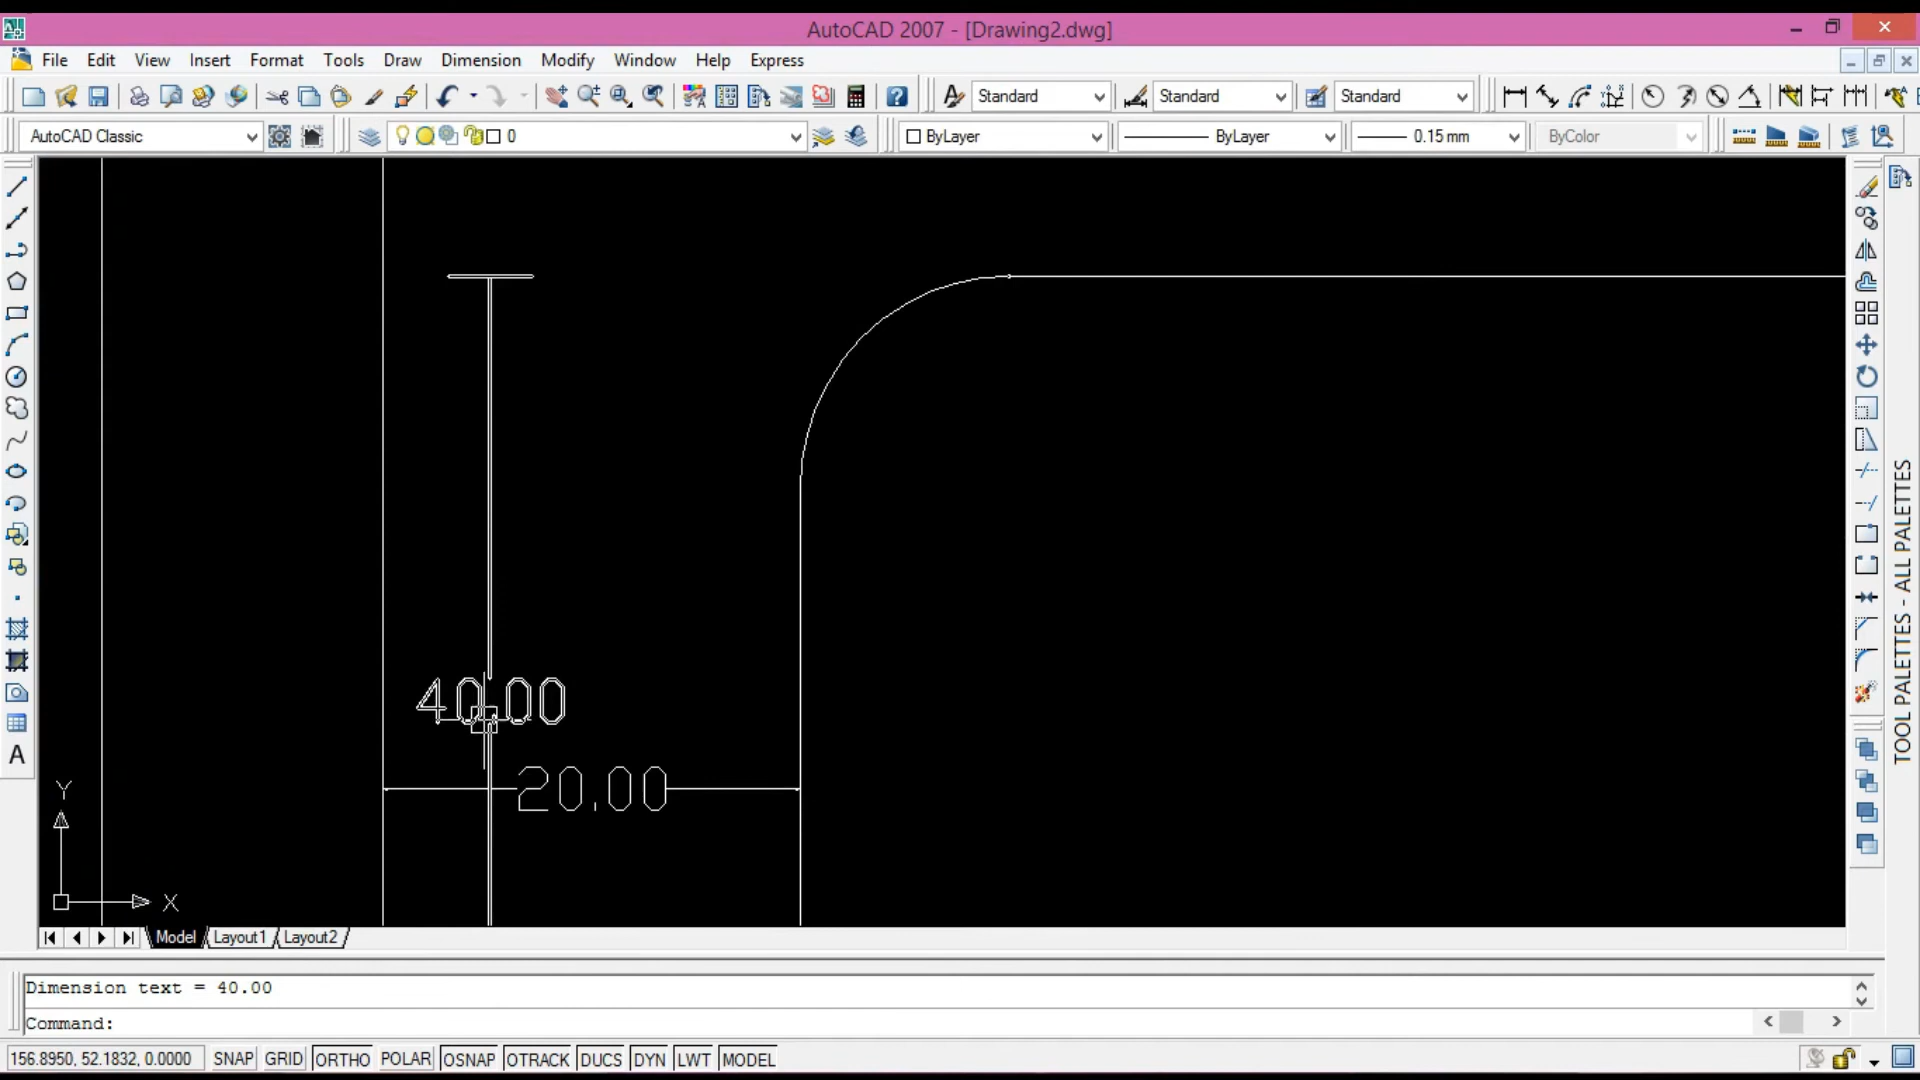 AutoCAD 2007 - [Drawing2.dwg]
File Edit View Insert Format Tools Draw Dimension Modify Window Help Express
Standard Standard Standard
AutoCAD Classic 0 ByLayer ByLayer 0.15 mm ByColor
TOOL PALETTES - ALL PALETTES
40.00
20.00
A
Y
X
Model Layout1 Layout2
Dimension text = 40.00
Command:
156.8950, 52.1832, 0.0000 SNAP GRID ORTHO POLAR OSNAP OTRACK DUCS DYN LWT MODEL